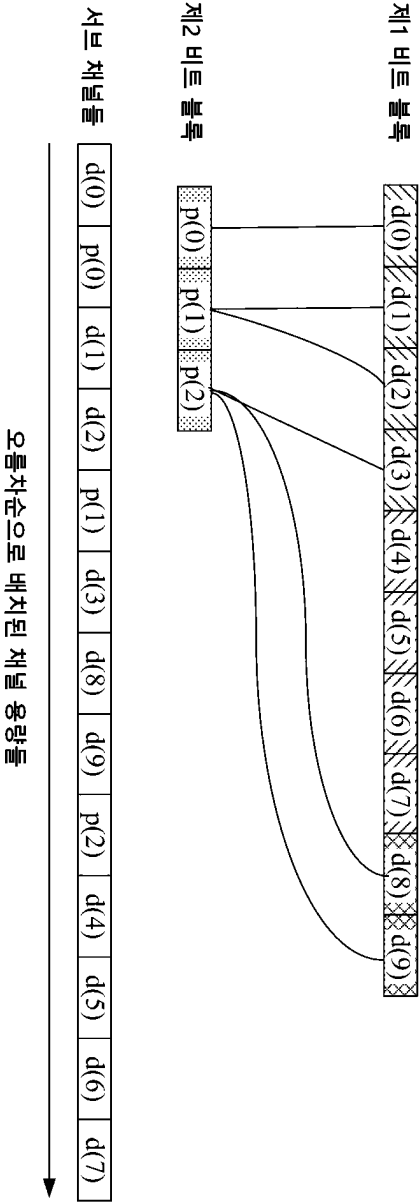 제1 비트 블록
d(0) d(1) d(2) d(3) d(4) d(5) d(6) d(7) d(8) d(9)
제2 비트 블록
p(0) p(1) p(2)
서브 채널들
d(0) p(0) d(1) d(2) p(1) d(3) d(8) d(9) p(2) d(4) d(5) d(6) d(7)
오름차순으로 배치된 채널 용량들